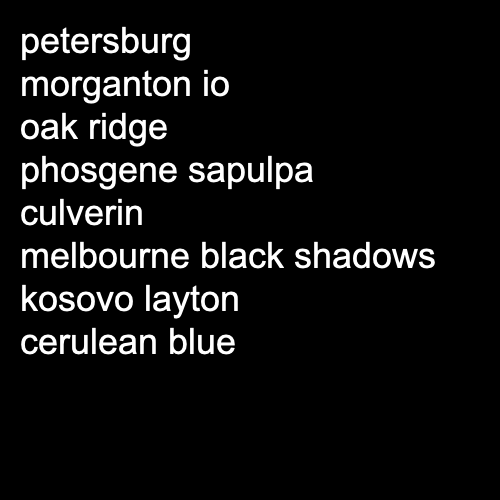 petersburg
morganton io
oak ridge
phosgene sapulpa
culverin
melbourne black shadows
kosovo layton
cerulean blue